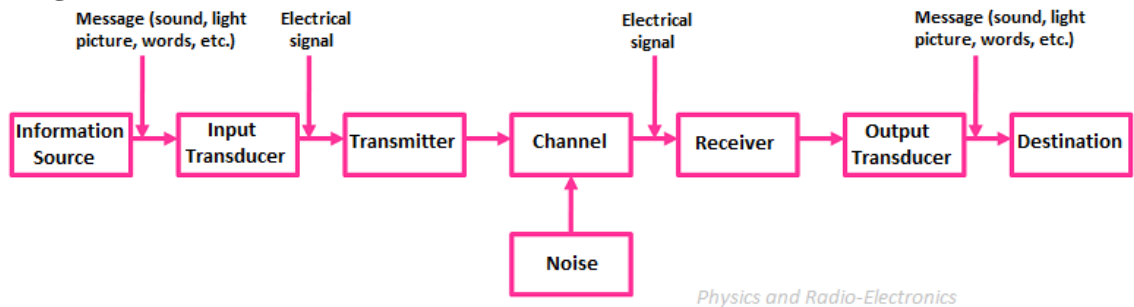 Message (sound, light
picture, words, etc.)
Electrical
signal
Electrical
signal
Message (sound, light
picture, words, etc.)
Information
Source
Input
Transducer
Transmitter
Channel
Receiver
Output
Transducer
Destination
Noise
Physics and Radio-Electronics